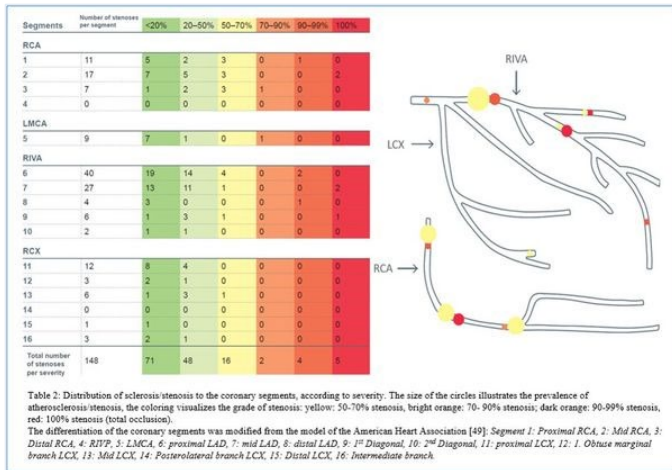 Segments Number of stenoses per segment <20% 20–50% 50–70% 70–90% 90–99% 100%
RCA
1 11 5 2 3 0 1 0
2 17 7 5 3 0 0 2
3 7 1 2 3 1 0 0
4 0 0 0 0 0 0 0
LMCA
5 9 7 1 0 1 0 0
RIVA
6 40 19 14 4 0 2 0
7 27 13 11 1 0 0 2
8 4 3 0 0 0 1 0
9 6 1 3 1 0 0 1
10 2 1 1 0 0 0 0
RCX
11 12 8 4 0 0 0 0
12 3 2 1 0 0 0 0
13 6 1 3 1 0 0 0
14 0 0 0 0 0 0 0
15 1 1 0 0 0 0 0
16 3 2 1 0 0 0 0
Total number of stenoses per severity 148 71 48 16 2 4 5
RIVA
LCX
RCA
Table 2: Distribution of sclerosis/stenosis to the coronary segments, according to severity. The size of the circles illustrates the prevalence of
atherosclerosis/stenosis, the coloring visualizes the grade of stenosis: yellow: 50-70% stenosis, bright orange: 70- 90% stenosis; dark orange: 90-99% stenosis,
red: 100% stenosis (total occlusion).
The differentiation of the coronary segments was modified from the model of the American Heart Association [49]: Segment 1: Proximal RCA, 2: Mid RCA, 3:
Distal RCA, 4: RIVP, 5: LMCA, 6: proximal LAD, 7: mid LAD, 8: distal LAD, 9: 1st Diagonal, 10: 2nd Diagonal, 11: proximal LCX, 12: 1. Obtuse marginal
branch LCX, 13: Mid LCX, 14: Posterolateral branch LCX, 15: Distal LCX, 16: Intermediate branch.